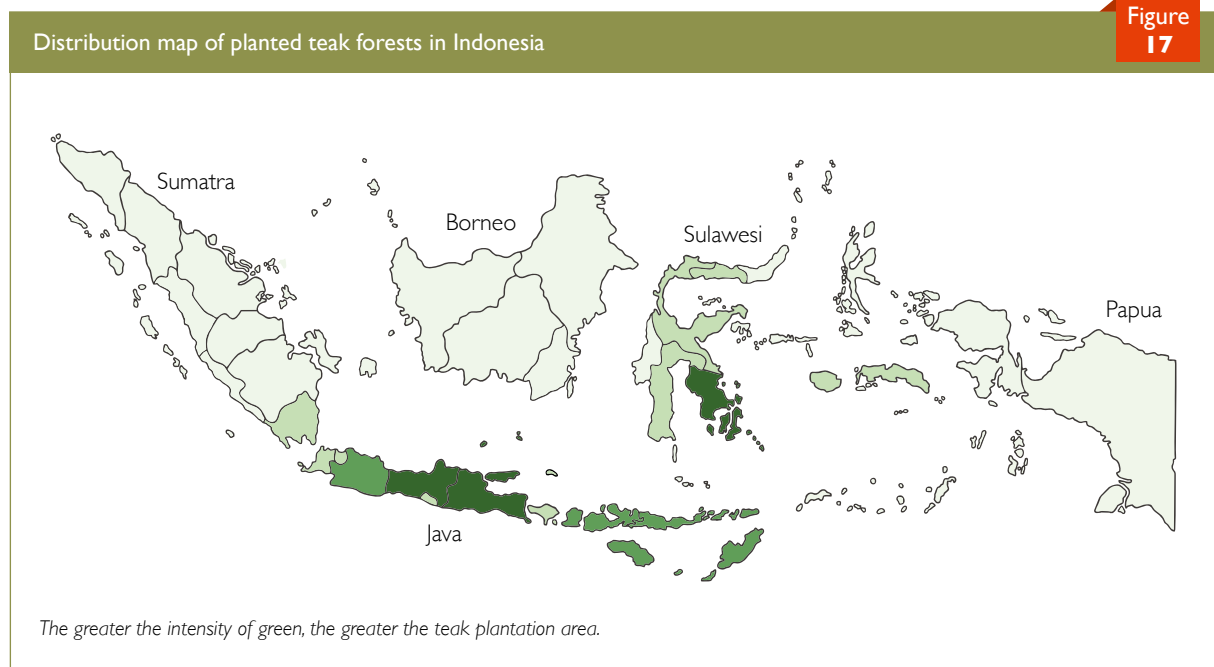 Figure
17
Distribution map of planted teak forests in Indonesia
Sumatra
Borneo
Sulawesi
Papua
Java
The greater the intensity of green, the greater the teak plantation area.